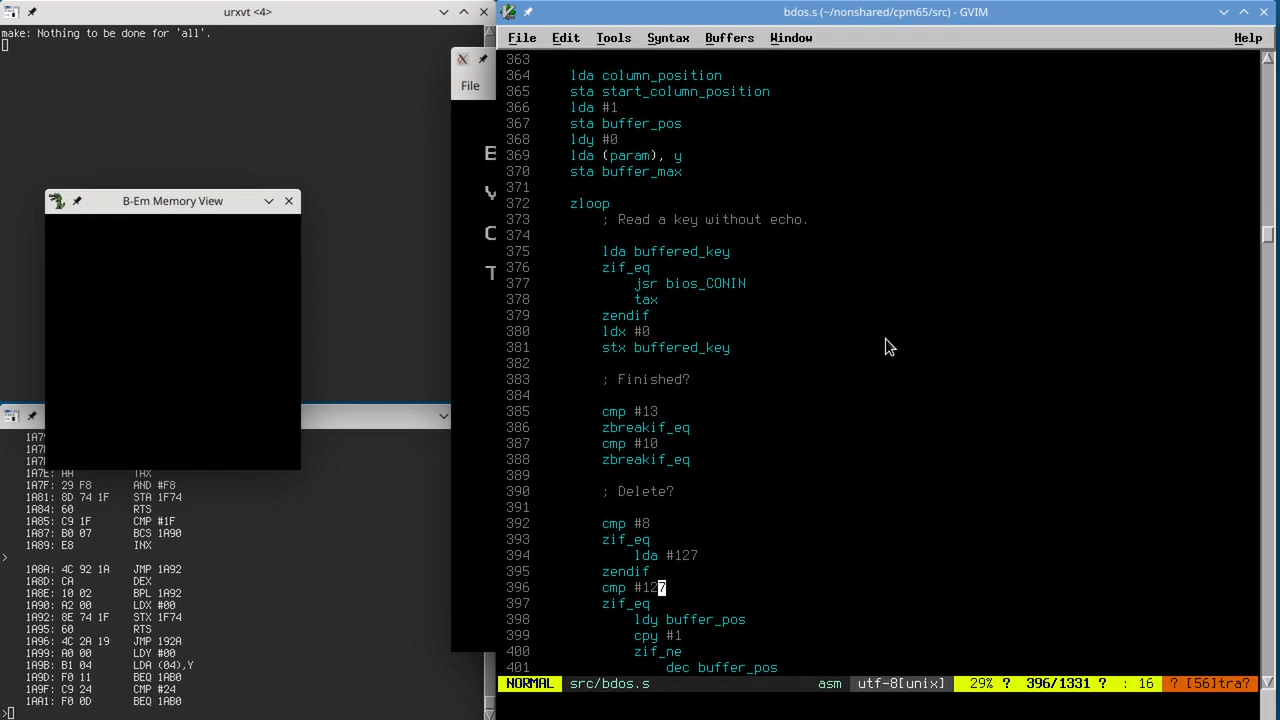 urxvt <4>
make: Nothing to be done for 'all'.
File
B
Y
C
T
B-Em Memory View
1A7E: AA TAX
1A7F: 29 F8 AND #F8
1A81: 8D 74 1F STA 1F74
1A84: 60 RTS
1A85: C9 1F CMP #1F
1A87: B0 07 BCS 1A90
1A89: E8 INX
>
1A8A: 4C 92 1A JMP 1A92
1A8D: CA DEX
1A8E: 10 02 BPL 1A92
1A90: A2 00 LDX #00
1A92: 8E 74 1F STX 1F74
1A95: 60 RTS
1A96: 4C 2A 19 JMP 192A
1A99: A0 00 LDY #00
1A9B: B1 04 LDA (04),Y
1A9D: F0 11 BEQ 1AB0
1A9F: C9 24 CMP #24
1AA1: F0 0D BEQ 1AB0
>
bdos.s (~/nonshared/cpm65/src) - GVIM
File Edit Tools Syntax Buffers Window Help
363
364 lda column_position
365 sta start_column_position
366 lda #1
367 sta buffer_pos
368 ldy #0
369 lda (param), y
370 sta buffer_max
371
372 zloop
373 ; Read a key without echo.
374
375 lda buffered_key
376 zif_eq
377 jsr bios_CONIN
378 tax
379 zendif
380 ldx #0
381 stx buffered_key
382
383 ; Finished?
384
385 cmp #13
386 zbreakif_eq
387 cmp #10
388 zbreakif_eq
389
390 ; Delete?
391
392 cmp #8
393 zif_eq
394 lda #127
395 zendif
396 cmp #127
397 zif_eq
398 ldy buffer_pos
399 cpy #1
400 zif_ne
401 dec buffer_pos
NORMAL src/bdos.s asm utf-8[unix] 29% ? 396/1331 ? : 16 ? [56]tra?